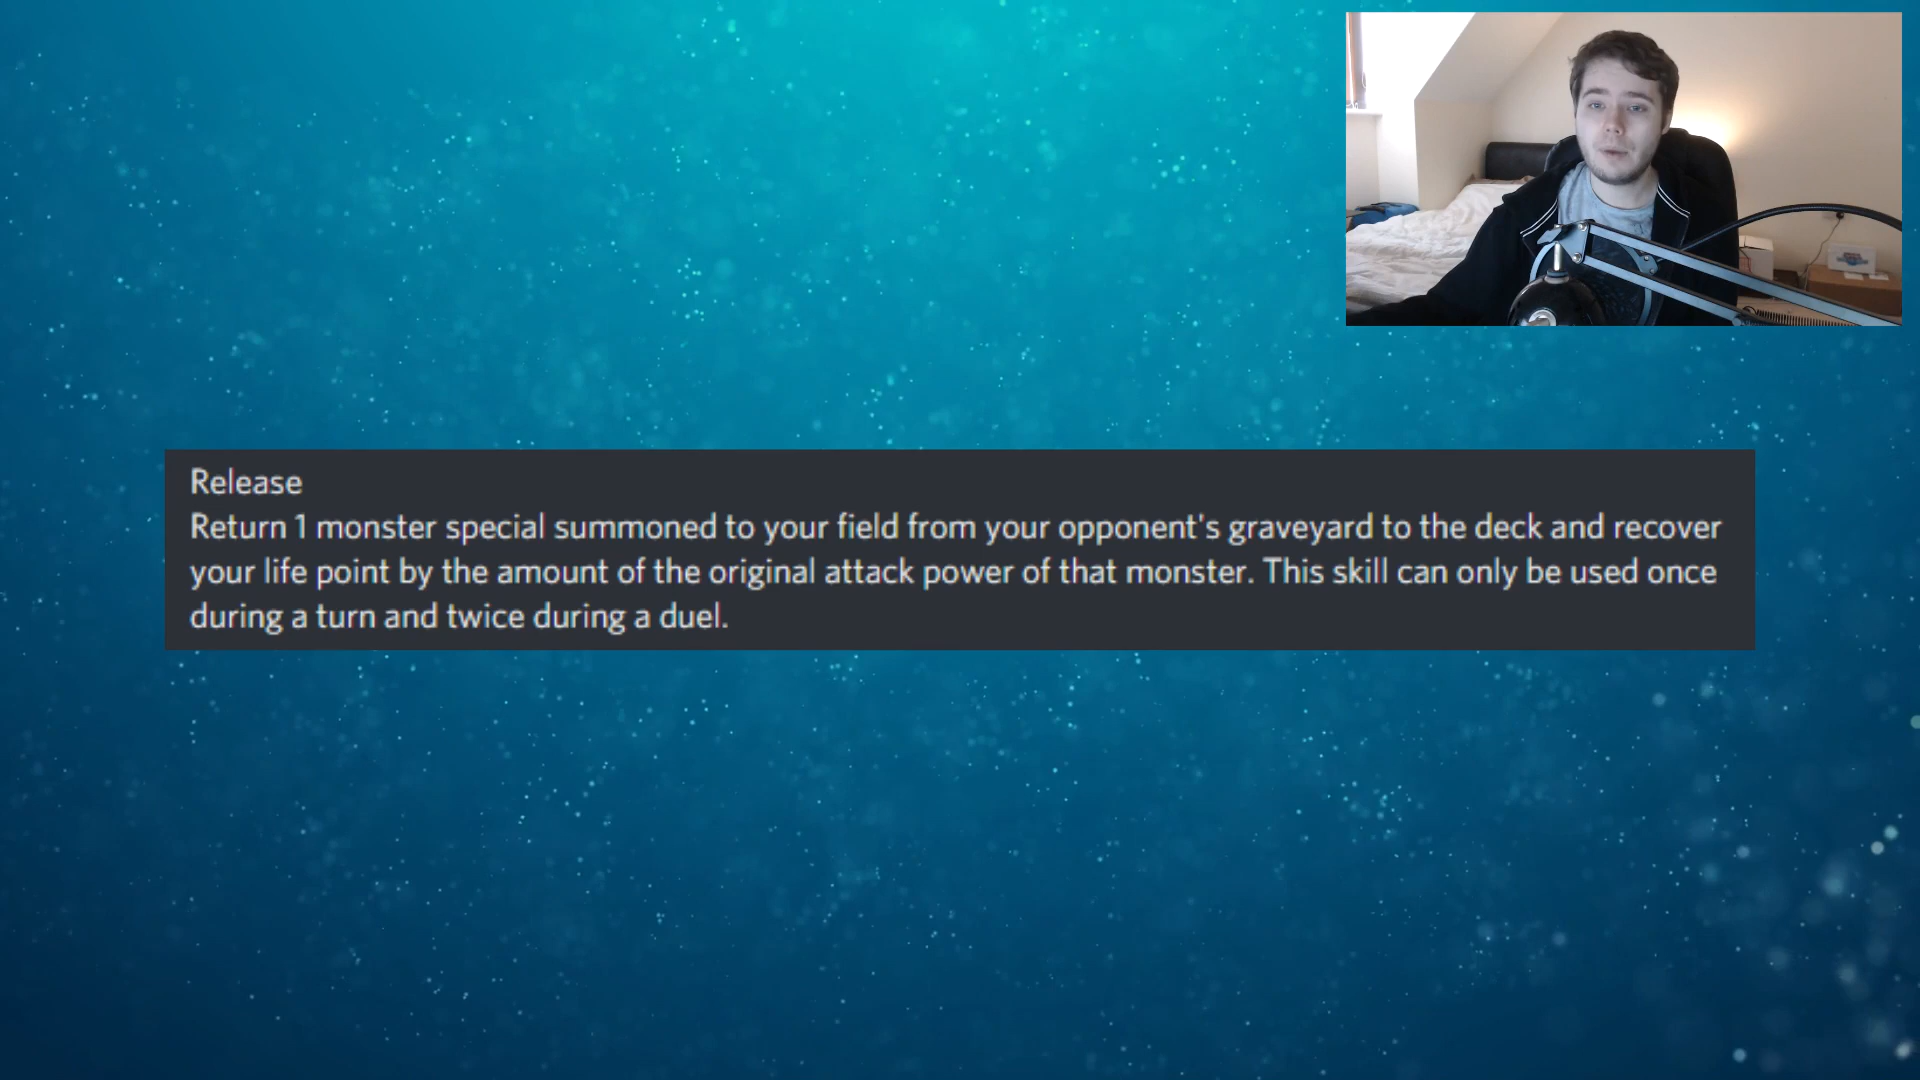 Release
Return 1 monster special summoned to your field from your opponent's graveyard to the deck and recover
your life point by the amount of the original attack power of that monster. This skill can only be used once
during a turn and twice during a duel.